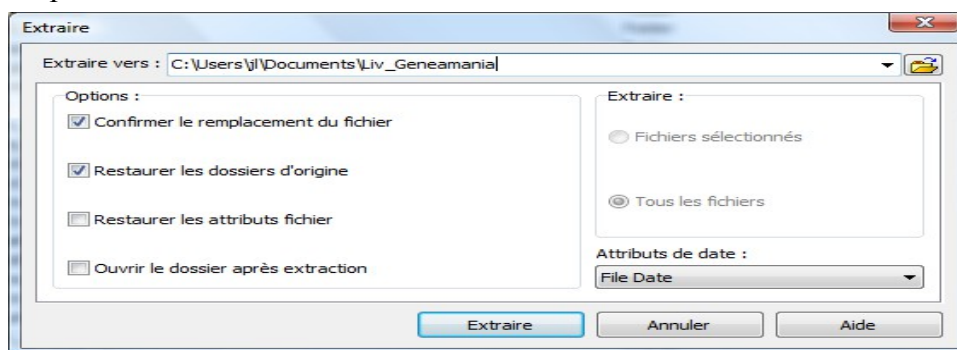 Extraire
Extraire vers : C:\Users\jl\Documents\Liv_Geneamania
Options :
Confirmer le remplacement du fichier
Restaurer les dossiers d'origine
Restaurer les attributs fichier
Ouvrir le dossier après extraction
Extraire :
Fichiers sélectionnés
Tous les fichiers
Attributs de date :
File Date
Extraire
Annuler
Aide